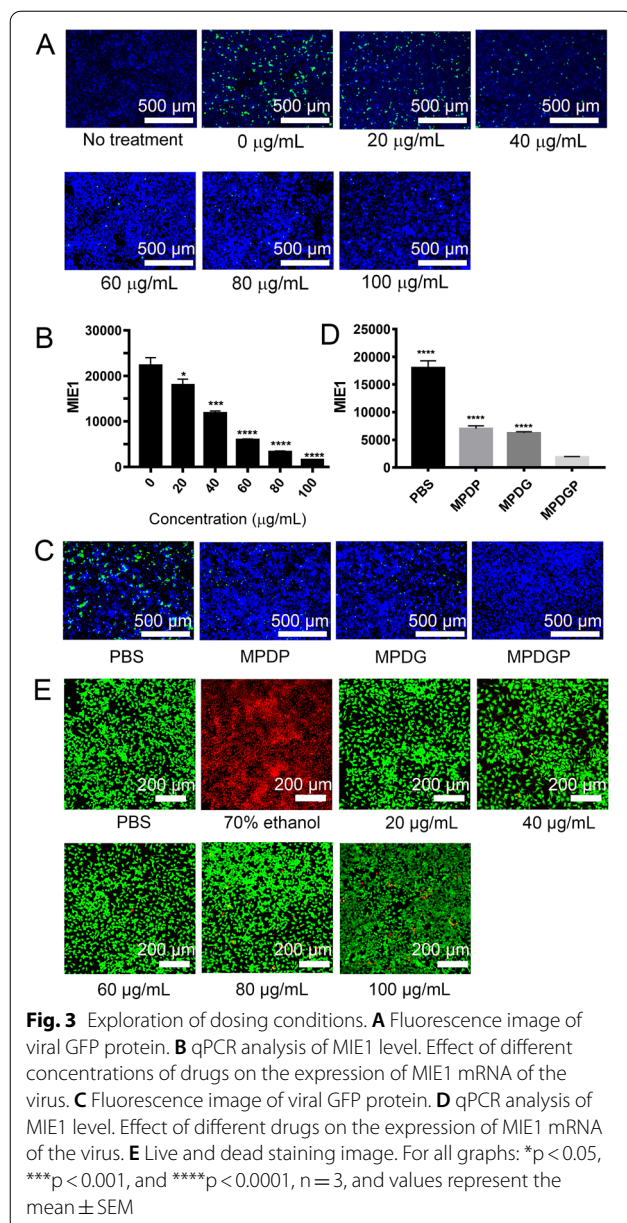 A
500 µm 500 µm 500 µm 500 µm
No treatment 0 µg/mL 20 µg/mL 40 µg/mL
500 µm 500 µm 500 µm
60 µg/mL 80 µg/mL 100 µg/mL
B
MIE1
30000
20000
10000
0
* *** **** **** ****
0 20 40 60 80 100
Concentration (µg/mL)
D
MIE1
25000
20000
15000
10000
5000
0
**** **** ****
PBS MPDP MPDG MPDGP
C
500 µm 500 µm 500 µm 500 µm
PBS MPDP MPDG MPDGP
E
200 µm 200 µm 200 µm 200 µm
PBS 70% ethanol 20 µg/mL 40 µg/mL
200 µm 200 µm 200 µm
60 µg/mL 80 µg/mL 100 µg/mL
Fig. 3 Exploration of dosing conditions. A Fluorescence image of
viral GFP protein. B qPCR analysis of MIE1 level. Effect of different
concentrations of drugs on the expression of MIE1 mRNA of the
virus. C Fluorescence image of viral GFP protein. D qPCR analysis of
MIE1 level. Effect of different drugs on the expression of MIE1 mRNA
of the virus. E Live and dead staining image. For all graphs: *p < 0.05,
***p < 0.001, and ****p < 0.0001, n = 3, and values represent the
mean ± SEM